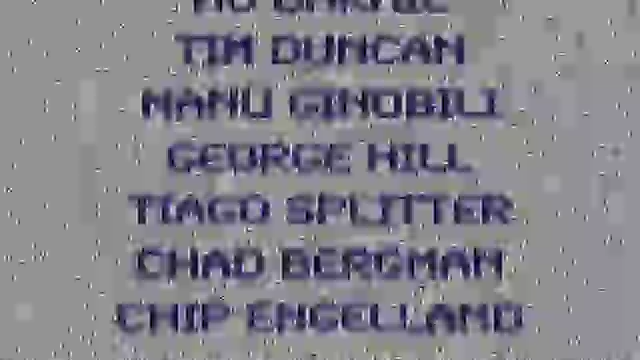 TIM DUNCAN
MANU GINOBILI
GEORGE HILL
TIAGO SPLITTER
CHAD BERGMAN
CHIP ENGELLAND